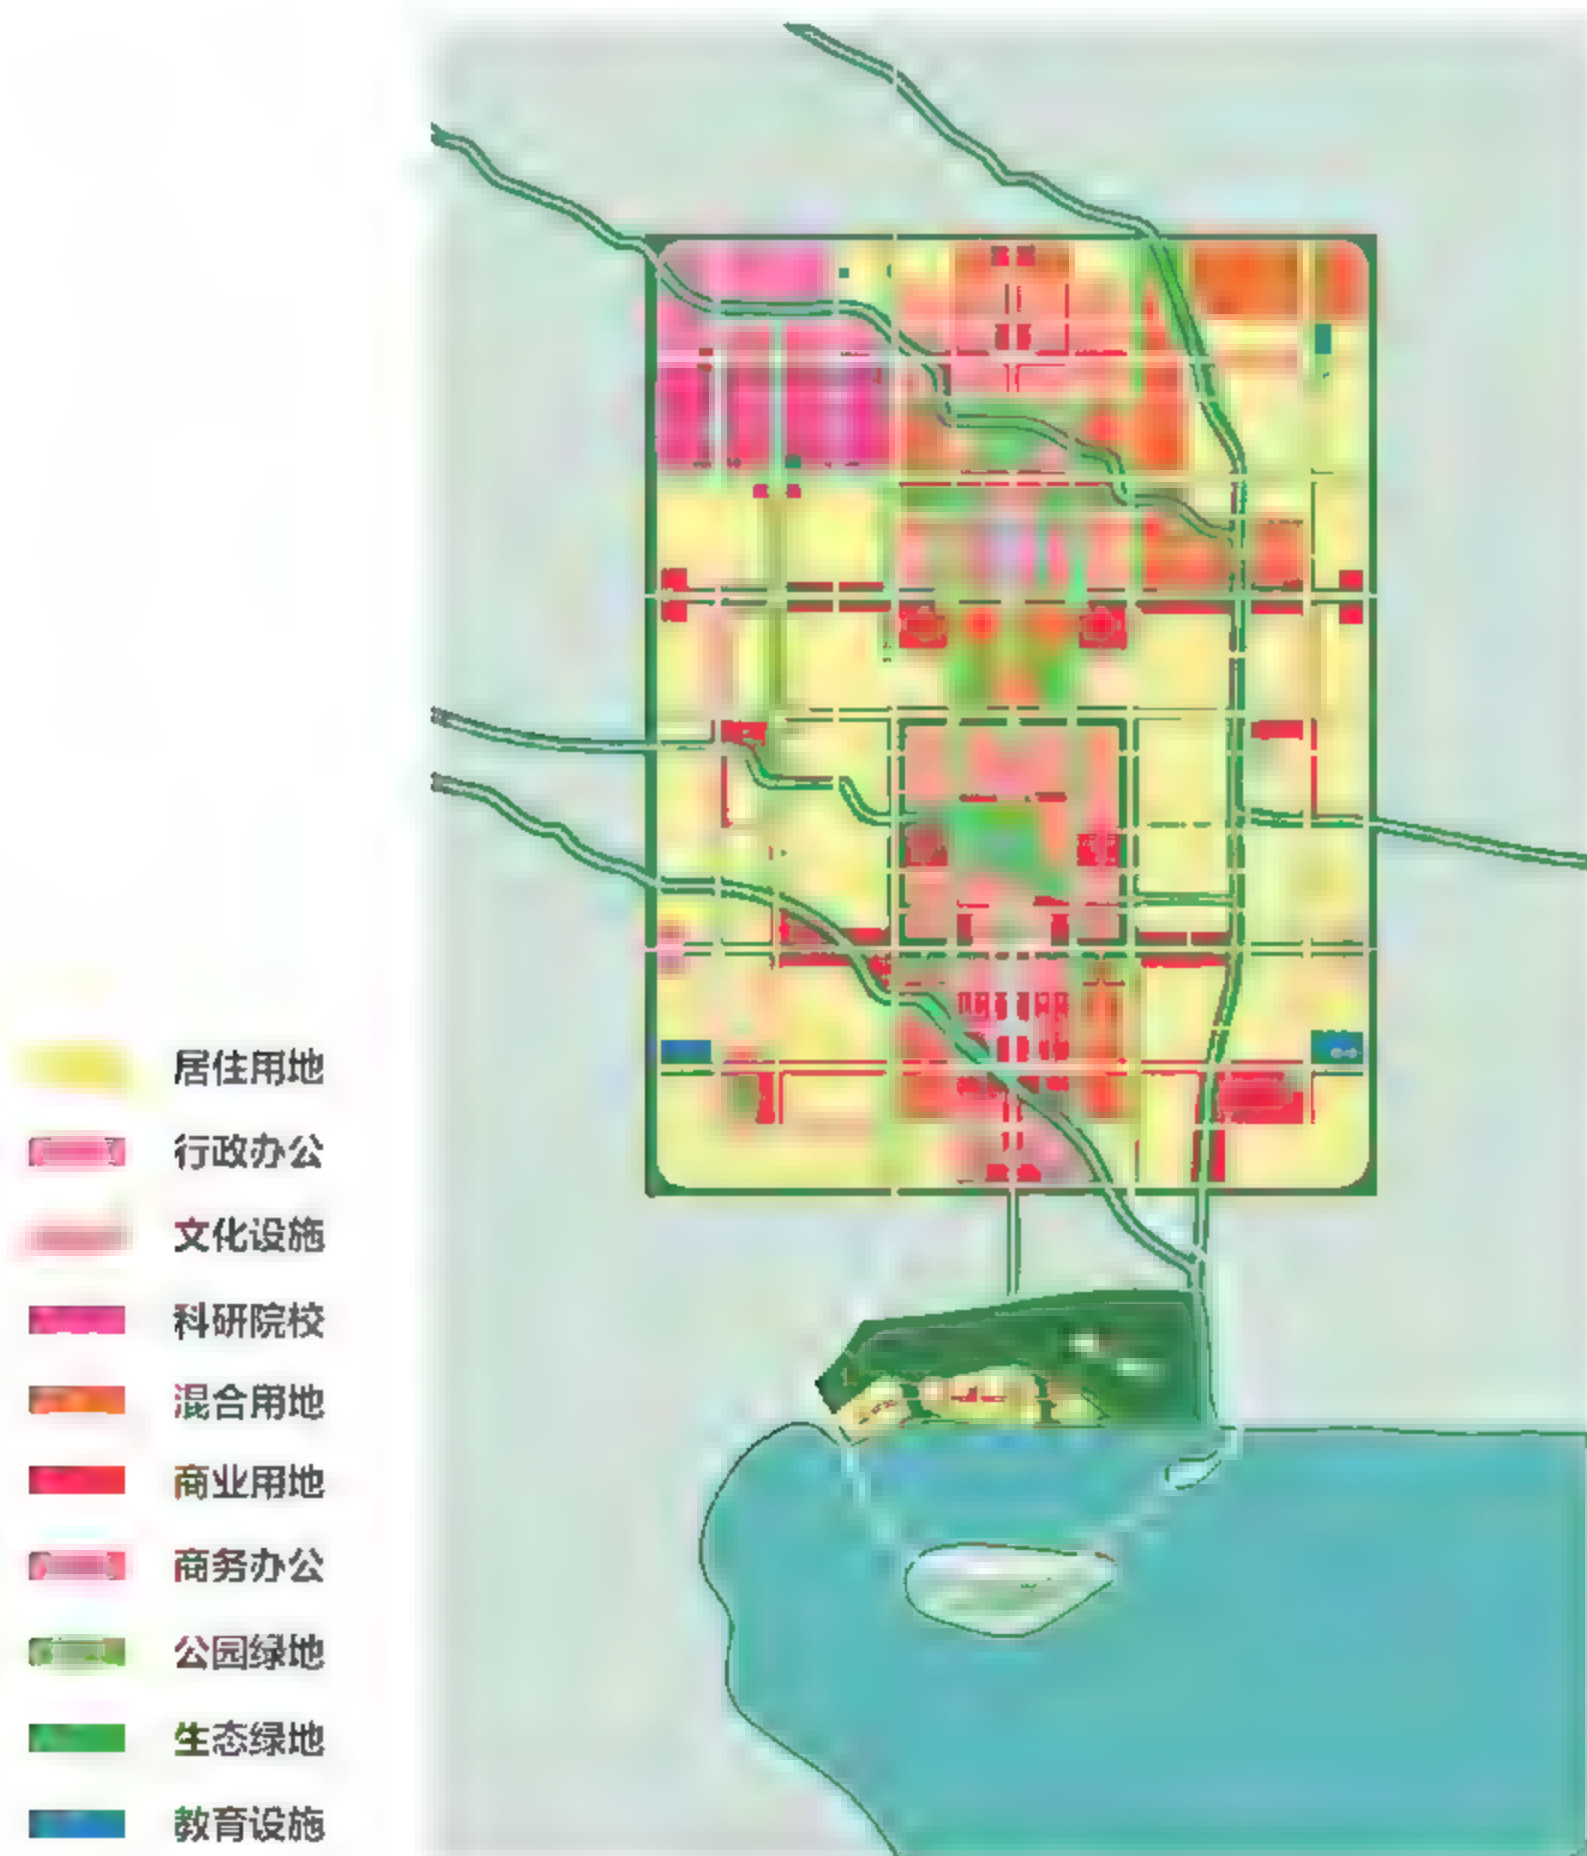 居住用地
行政办公
文化设施
科研院校
混合用地
商业用地
商务办公
公园绿地
生态绿地
教育设施